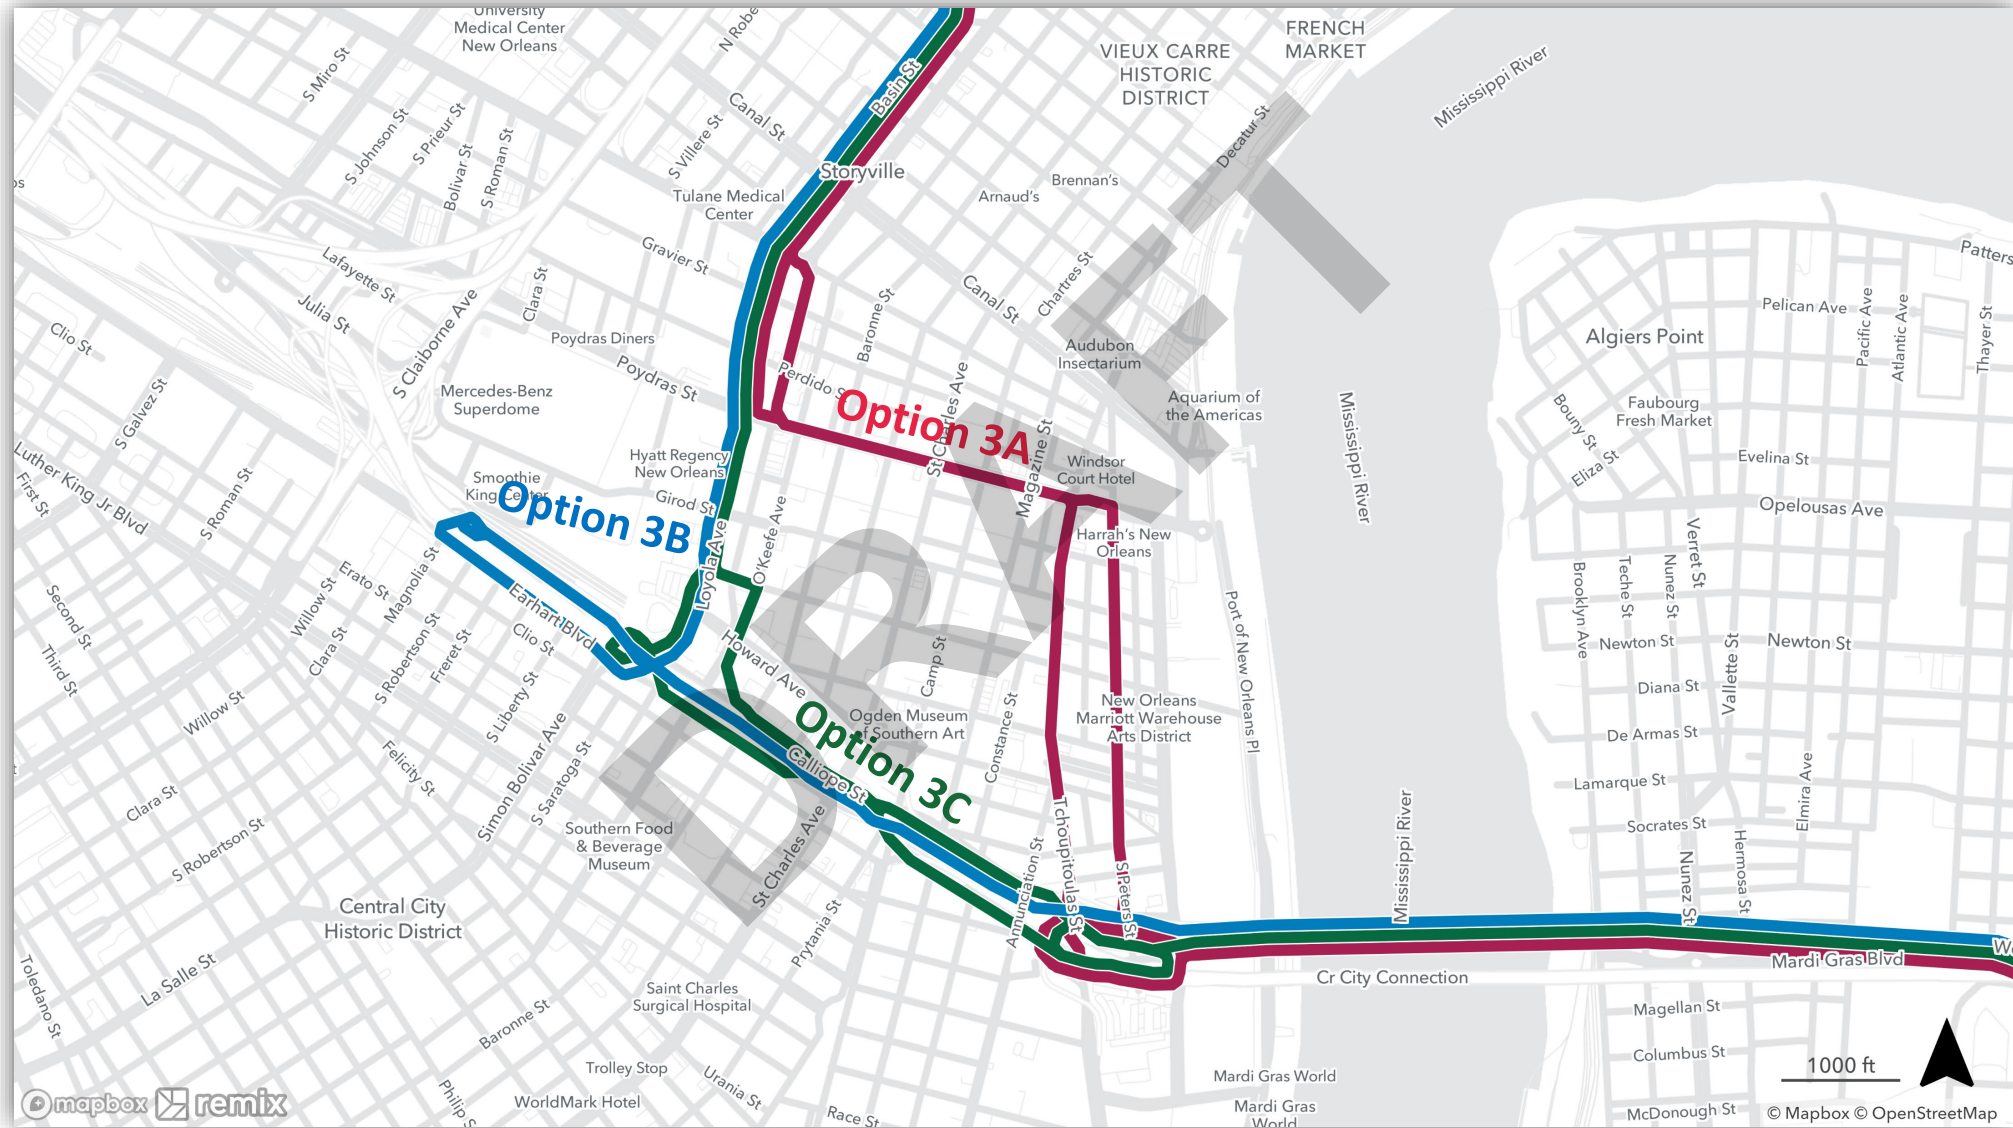 University
Medical Center
New Orleans
N Robe
FRENCH
MARKET
VIEUX CARRE
HISTORIC
DISTRICT
Mississippi River
S Miro St
Basin St
Canal St
S Johnson St
S Prieur St
Bolivar St
S Roman St
S Villere St
Decatur St
Storyville
Brennan's
Arnaud's
Tulane Medical
Center
Gravier St
Lafayette St
Julia St
Clara St
S Claiborne Ave
Clio St
Canal St
Chartres St
Baronne St
Patters
Pelican Ave
Pacific Ave
Atlantic Ave
Thayer St
Algiers Point
Poydras Diners
Poydras St
Perdido S
Audubon
Insectarium
Aquarium of
the Americas
Mercedes-Benz
Superdome
S Galvez St
Option 3A
St Charles Ave
Magazine St
Mississippi River
Bouny St
Faubourg
Fresh Market
Eliza St
Evelina St
Opelousas Ave
Luther King Jr Blvd
First St
S Roman St
Hyatt Regency
New Orleans
Smoothie
King Center
Girod St
Option 3B
Windsor
Court Hotel
Harrah's New
Orleans
Loyola Ave
O'Keefe Ave
Verret St
Nunez St
Teche St
Brooklyn Ave
Newton St
Newton St
Erato St
Magnolia St
Willow St
Second St
Third St
Earhart Blvd
Clio St
Clara St
S Robertson St
Freret St
Howard Ave
Camp St
Port of New Orleans Pl
Diana St
Vallette St
De Armas St
Willow St
S Liberty St
Simon Bolivar Ave
S Saratoga St
Felicity St
Ogden Museum
of Southern Art
Constance St
New Orleans
Marriott Warehouse
Arts District
Option 3C
Calliope St
Lamarque St
Elmira Ave
Socrates St
Hermosa St
Nunez St
Clara St
S Robertson St
Southern Food
& Beverage
Museum
St Charles Ave
Tchoupitoulas St
Annunciation St
S Peters St
Mississippi River
Central City
Historic District
Prytania St
Mardi Gras Blvd
W
Cr City Connection
Toledano St
La Salle St
Saint Charles
Surgical Hospital
Baronne St
Magellan St
Columbus St
1000 ft
Trolley Stop
WorldMark Hotel
Urania St
Philip S
Race St
Mardi Gras World
Mardi Gras
World
McDonough St
mapbox remix
© Mapbox © OpenStreetMap
DRAFT